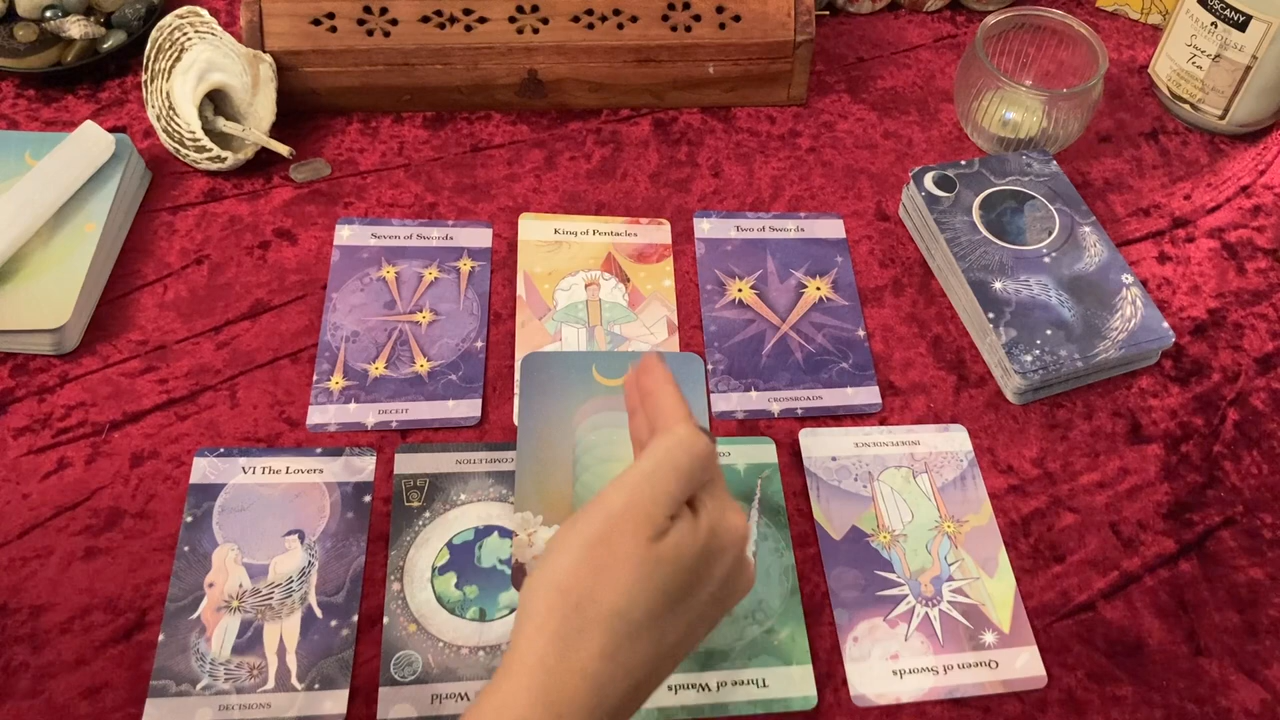 TUSCANY
FARMHOUSE
Sweet
Tea
Seven of Swords
King of Pentacles
Two of Swords
DECEIT
CROSSROADS
VI The Lovers
COMPLETION
INDEPENDENCE
DECISIONS
World
Three of Wands
Queen of Swords